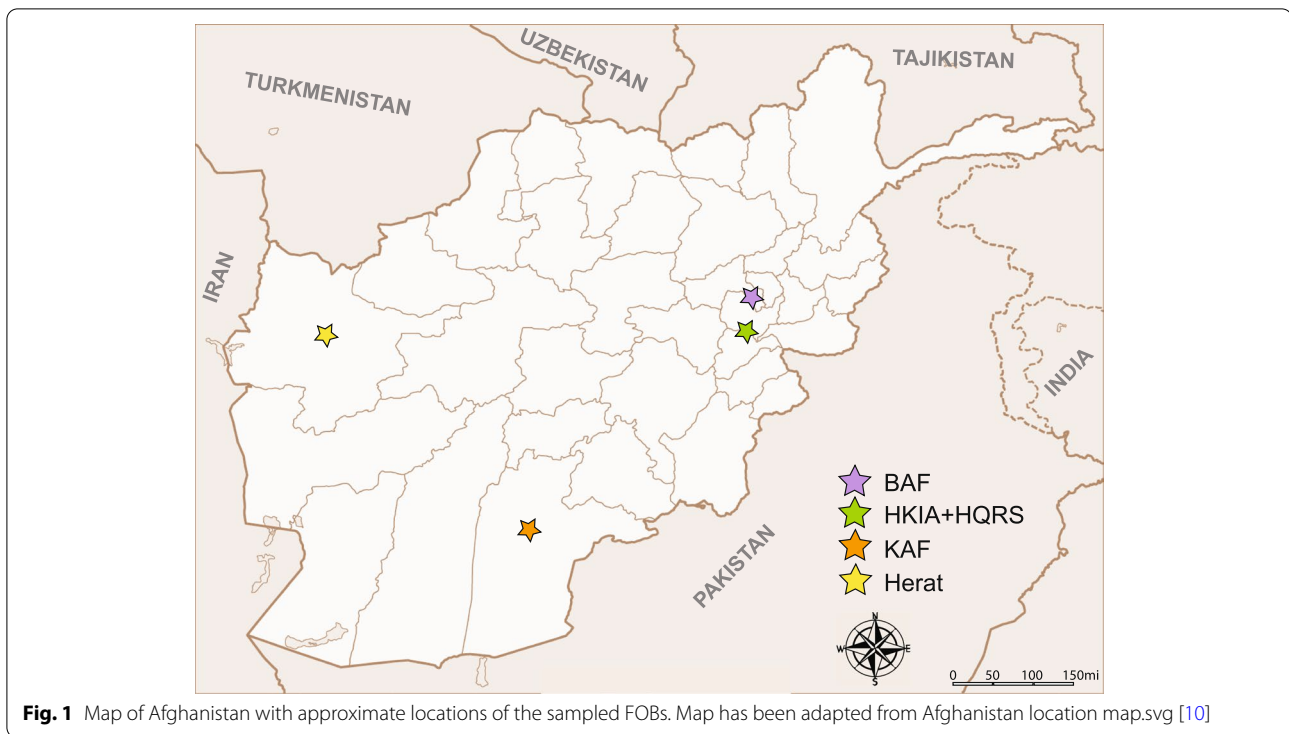 UZBEKISTAN
TAJIKISTAN
TURKMENISTAN
IRAN
INDIA
PAKISTAN
BAF
HKIA+HQRS
KAF
Herat
N
W E
S
0 50 100 150mi
Fig. 1 Map of Afghanistan with approximate locations of the sampled FOBs. Map has been adapted from Afghanistan location map.svg [10]